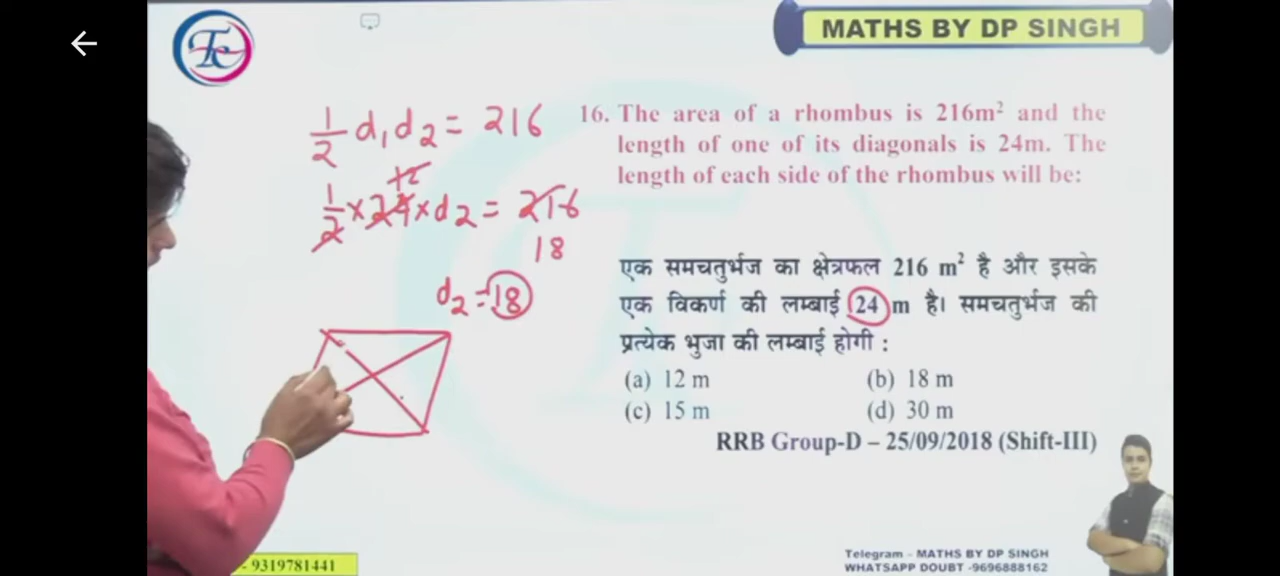 Tc
MATHS BY DP SINGH
1/2 d₁d₂ = 216
12
1/2 × 24 × d₂ = 216
18
d₂ = 18
16. The area of a rhombus is 216m² and the
length of one of its diagonals is 24m. The
length of each side of the rhombus will be:
एक समचतुर्भज का क्षेत्रफल 216 m² है और इसके
एक विकर्ण की लम्बाई 24 m है। समचतुर्भज की
प्रत्येक भुजा की लम्बाई होगी :
(a) 12 m (b) 18 m
(c) 15 m (d) 30 m
RRB Group-D – 25/09/2018 (Shift-III)
- 9319781441
Telegram - MATHS BY DP SINGH
WHATSAPP DOUBT -9696888162